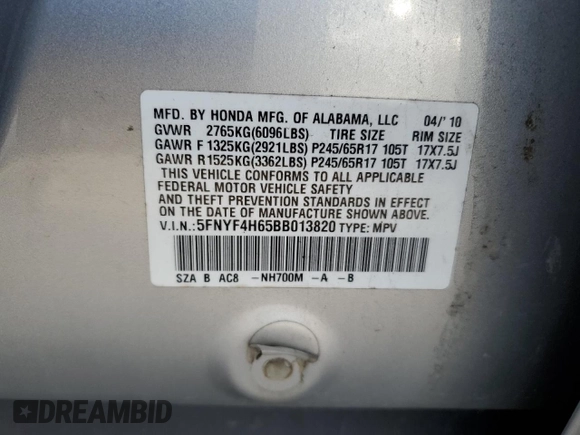 MFD. BY HONDA MFG. OF ALABAMA, LLC 04/'10
GVWR 2765KG(6096LBS) TIRE SIZE RIM SIZE
GAWR F 1325KG(2921LBS) P245/65R17 105T 17X7.5J
GAWR R 1525KG(3362LBS) P245/65R17 105T 17X7.5J
THIS VEHICLE CONFORMS TO ALL APPLICABLE
FEDERAL MOTOR VEHICLE SAFETY
AND THEFT PREVENTION STANDARDS IN EFFECT
ON THE DATE OF MANUFACTURE SHOWN ABOVE.
V.I.N.: 5FNYF4H65BB013820 TYPE: MPV
SZA B AC8 -NH700M -A -B
DREAMBID